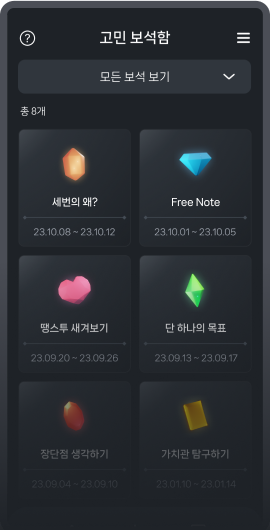 고민 보석함
모든 보석 보기
총 8개
세번의 왜?
Free Note
23.10.08 ~ 23.10.12
23.10.01 ~ 23.10.05
땡스투 새겨보기
단 하나의 목표
23.09.20 ~ 23.09.26
23.09.13 ~ 23.09.17
장단점 생각하기
가치관 탐구하기
23.09.04 ~ 23.09.10
23.01.10 ~ 23.01.14